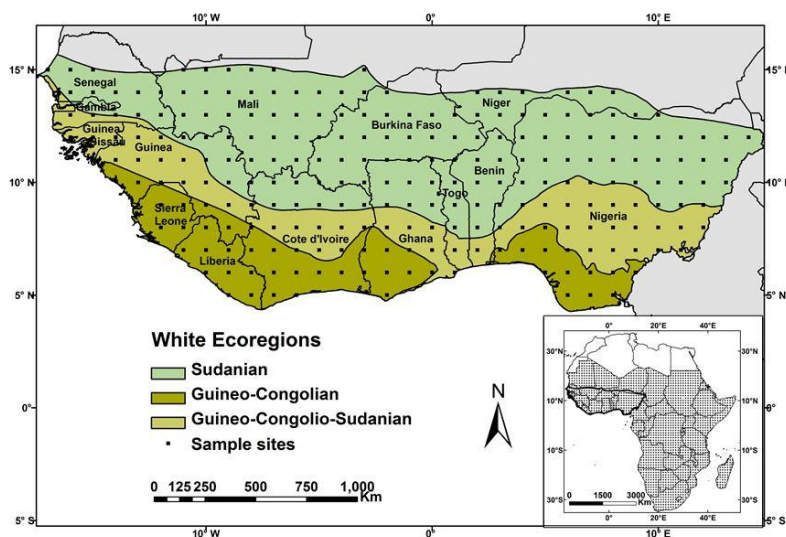 10° W 0° 10° E
15°N 15°N
Senegal
Mali
Niger
Gambia
Burkina Faso
Guinea
Bissau
Guinea
Benin
10°N 10°N
Togo
Sierra
Leone
Nigeria
Cote d'Ivoire
Ghana
Liberia
5°N 5°N
White Ecoregions
Sudanian
Guineo-Congolian
Guineo-Congolio-Sudanian
Sample sites
N
0 125 250 500 750 1,000
Km
0° 0°
5° S 5° S
10° W 0° 10° E
0° 20°E 40°E
30°N 30°N
10°N 10°N
10°S 10°S
30°S 30°S
0 1500 3000
Km
0° 20°E 40°E